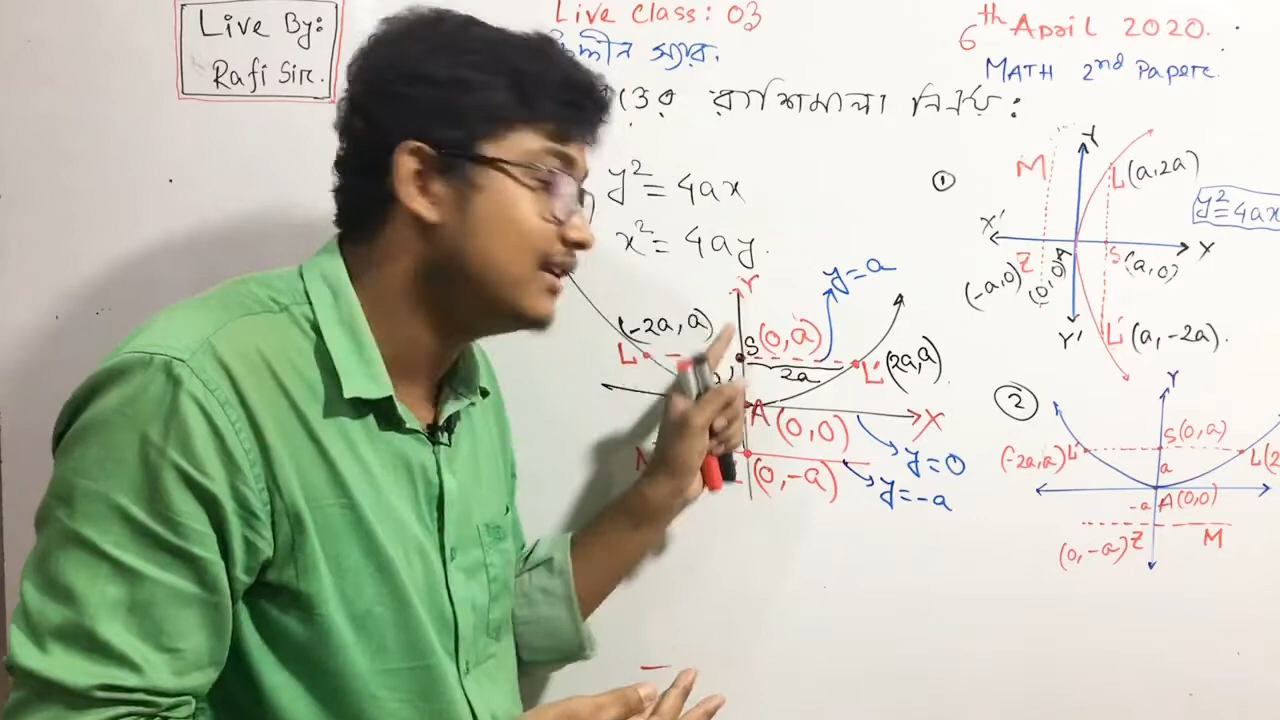 Live By:
Rafi Sir.
Live Class: 03
স্যার.
6th April 2020.
MATH 2nd Paper.
রাশিমালা নির্ণয়:
y² = 4ax
x² = 4ay.
Y
y=a
(-2a, a)
S
(0, a)
L
2a
L'
(2a, a)
A
(0, 0)
X
y=0
(0, -a)
y=-a
①
Y
M
L (a, 2a)
y²=4ax
X'
X
Z
A
S (a, 0)
(-a, 0)
(0, 0)
Y'
L' (a, -2a).
②
Y
S(0, a)
(-2a, a) L'
L(2
a
-a
A(0, 0)
(0, -a) Z
M